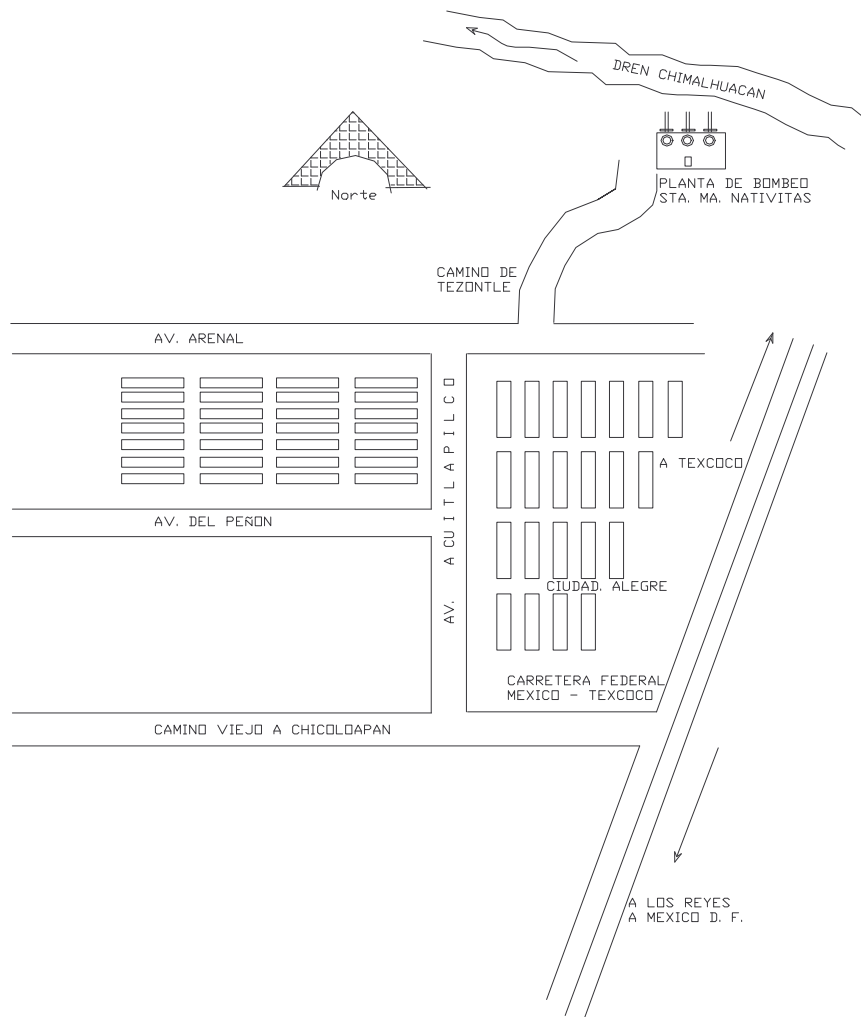 DREN CHIMALHUACAN
PLANTA DE BOMBEO
STA. MA. NATIVITAS
Norte
CAMINO DE
TEZONTLE
AV. ARENAL
AV. ACUITLAPILCO
A TEXCOCO
AV. DEL PEÑON
CIUDAD. ALEGRE
CARRETERA FEDERAL
MEXICO - TEXCOCO
CAMINO VIEJO A CHICOLOAPAN
A LOS REYES
A MEXICO D. F.